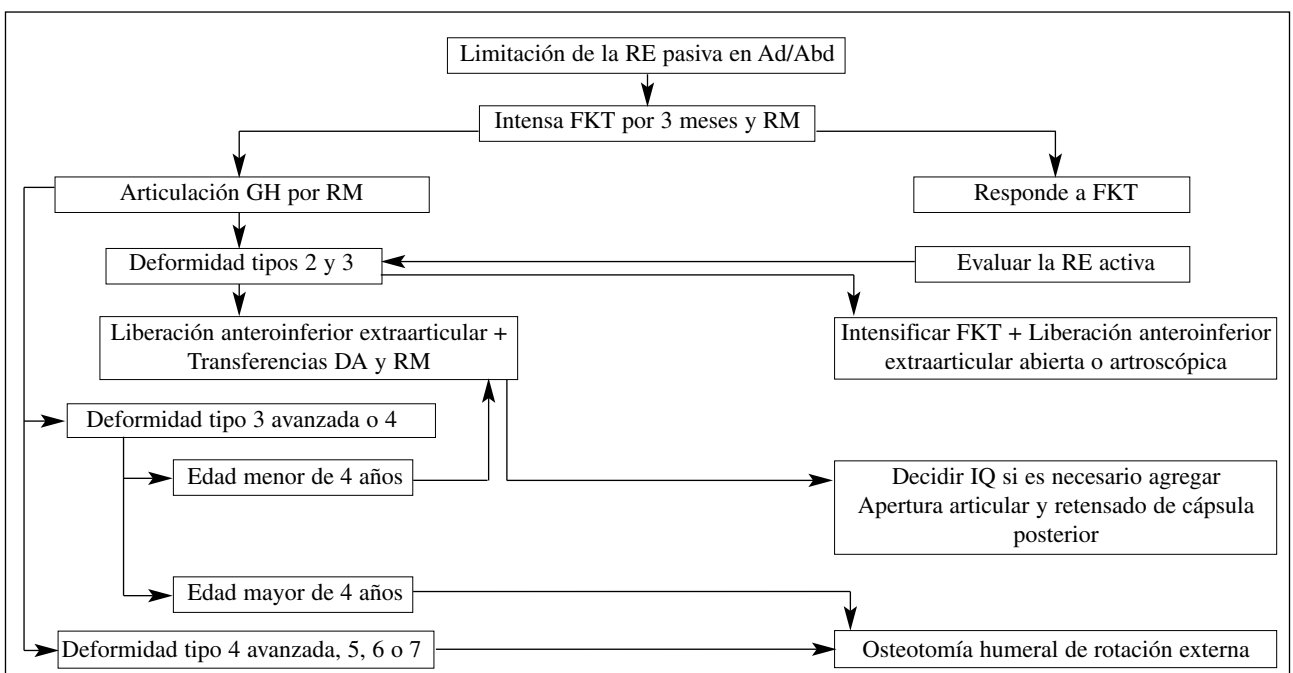 Limitación de la RE pasiva en Ad/Abd
Intensa FKT por 3 meses y RM
Articulación GH por RM
Responde a FKT
Deformidad tipos 2 y 3
Evaluar la RE activa
Liberación anteroinferior extraarticular +
Transferencias DA y RM
Intensificar FKT + Liberación anteroinferior
extraarticular abierta o artroscópica
Deformidad tipo 3 avanzada o 4
Edad menor de 4 años
Decidir IQ si es necesario agregar
Apertura articular y retensado de cápsula
posterior
Edad mayor de 4 años
Deformidad tipo 4 avanzada, 5, 6 o 7
Osteotomía humeral de rotación externa